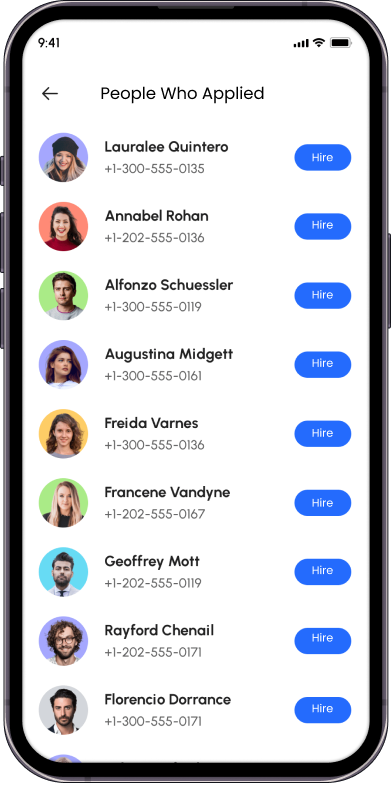 9:41
People Who Applied
Lauralee Quintero
+1-300-555-0135
Hire
Annabel Rohan
+1-202-555-0136
Hire
Alfonzo Schuessler
+1-300-555-0119
Hire
Augustina Midgett
+1-300-555-0161
Hire
Freida Varnes
+1-300-555-0136
Hire
Francene Vandyne
+1-202-555-0167
Hire
Geoffrey Mott
+1-202-555-0119
Hire
Rayford Chenail
+1-202-555-0171
Hire
Florencio Dorrance
+1-300-555-0171
Hire